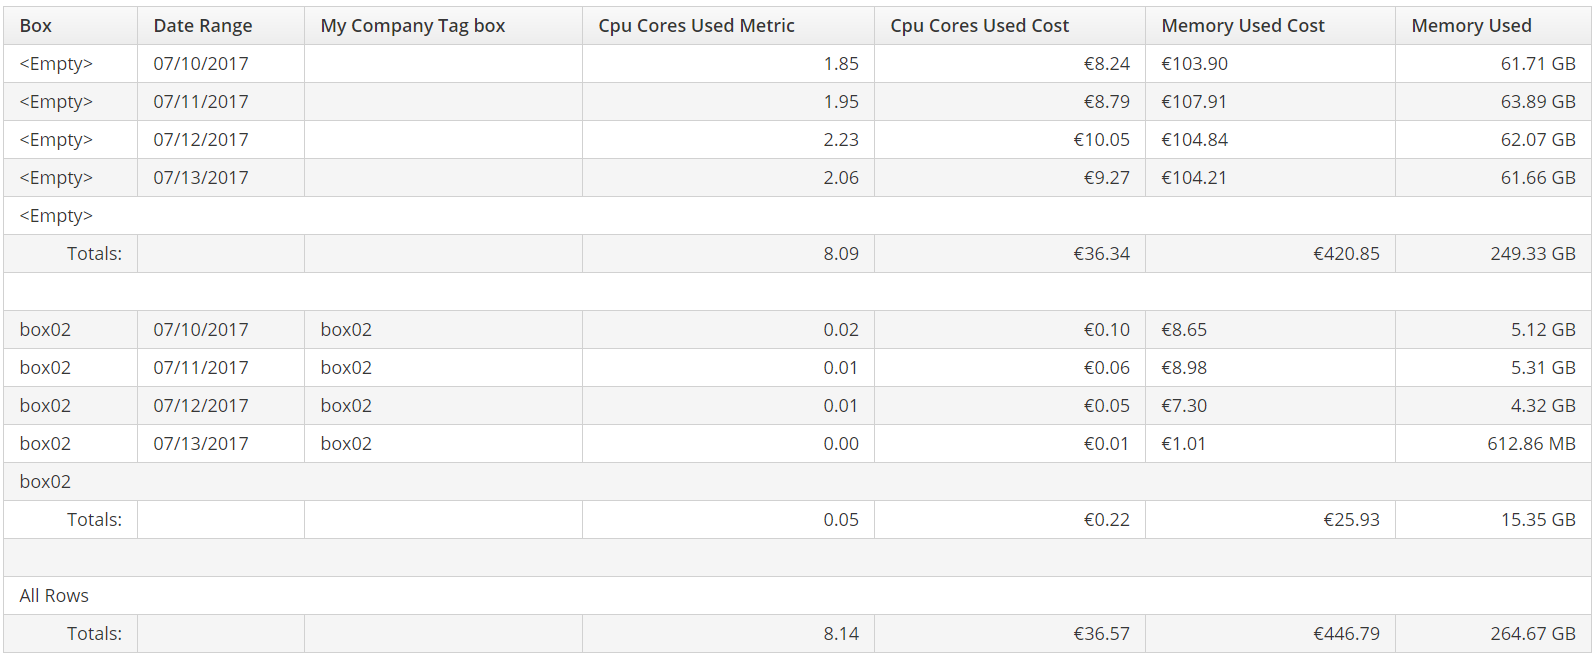 Box Date Range My Company Tag box Cpu Cores Used Metric Cpu Cores Used Cost Memory Used Cost Memory Used
<Empty> 07/10/2017 1.85 €8.24 €103.90 61.71 GB
<Empty> 07/11/2017 1.95 €8.79 €107.91 63.89 GB
<Empty> 07/12/2017 2.23 €10.05 €104.84 62.07 GB
<Empty> 07/13/2017 2.06 €9.27 €104.21 61.66 GB
<Empty>
Totals: 8.09 €36.34 €420.85 249.33 GB
box02 07/10/2017 box02 0.02 €0.10 €8.65 5.12 GB
box02 07/11/2017 box02 0.01 €0.06 €8.98 5.31 GB
box02 07/12/2017 box02 0.01 €0.05 €7.30 4.32 GB
box02 07/13/2017 box02 0.00 €0.01 €1.01 612.86 MB
box02
Totals: 0.05 €0.22 €25.93 15.35 GB
All Rows
Totals: 8.14 €36.57 €446.79 264.67 GB